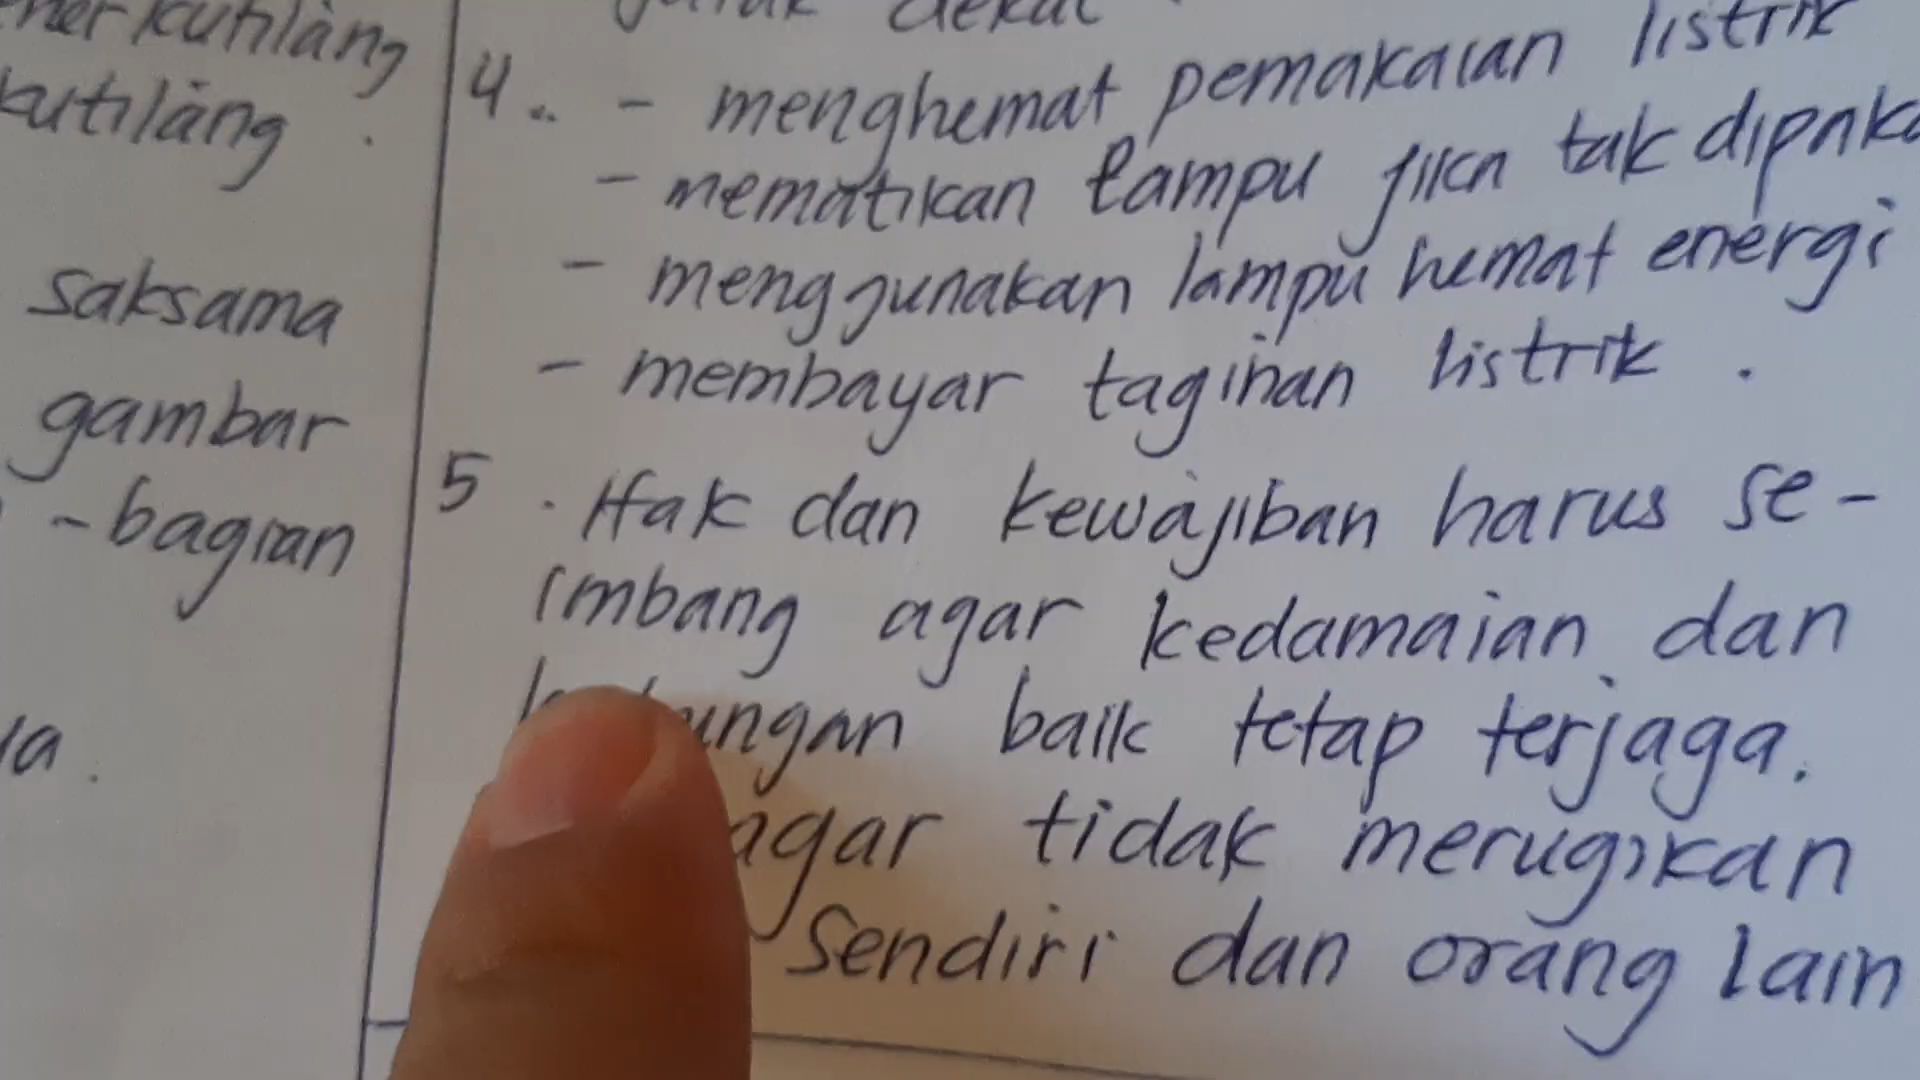 kutilang
kutilang.
saksama
gambar
-bagian
dekat
4. - menghemat pemakaian listrik
- mematikan lampu jika tak
- menggunakan lampu hemat energi
- membayar tagihan listrik.
5. Hak dan kewajiban harus se-
imbang agar kedamaian dan
baik tetap terjaga.
agar tidak merugikan
Sendiri dan orang lain